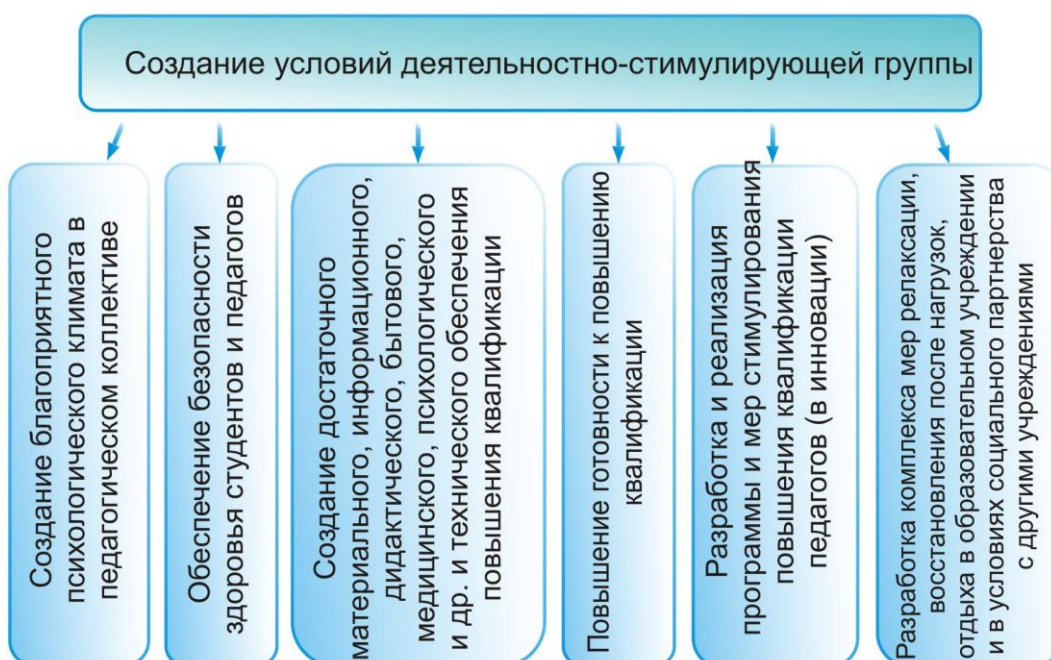 Создание условий деятельностно-стимулирующей группы
Создание благоприятного
психологического климата в
педагогическом коллективе
Обеспечение безопасности
здоровья студентов и педагогов
Создание достаточного
материального, информационного,
дидактического, бытового,
медицинского, психологического
и др. и технического обеспечения
повышения квалификации
Повышение готовности к повышению
квалификации
Разработка и реализация
программы и мер стимулирования
повышения квалификации
педагогов (в инновации)
Разработка комплекса мер релаксации,
восстановления после нагрузок,
отдыха в образовательном учреждении
и в условиях социального партнерства
с другими учреждениями